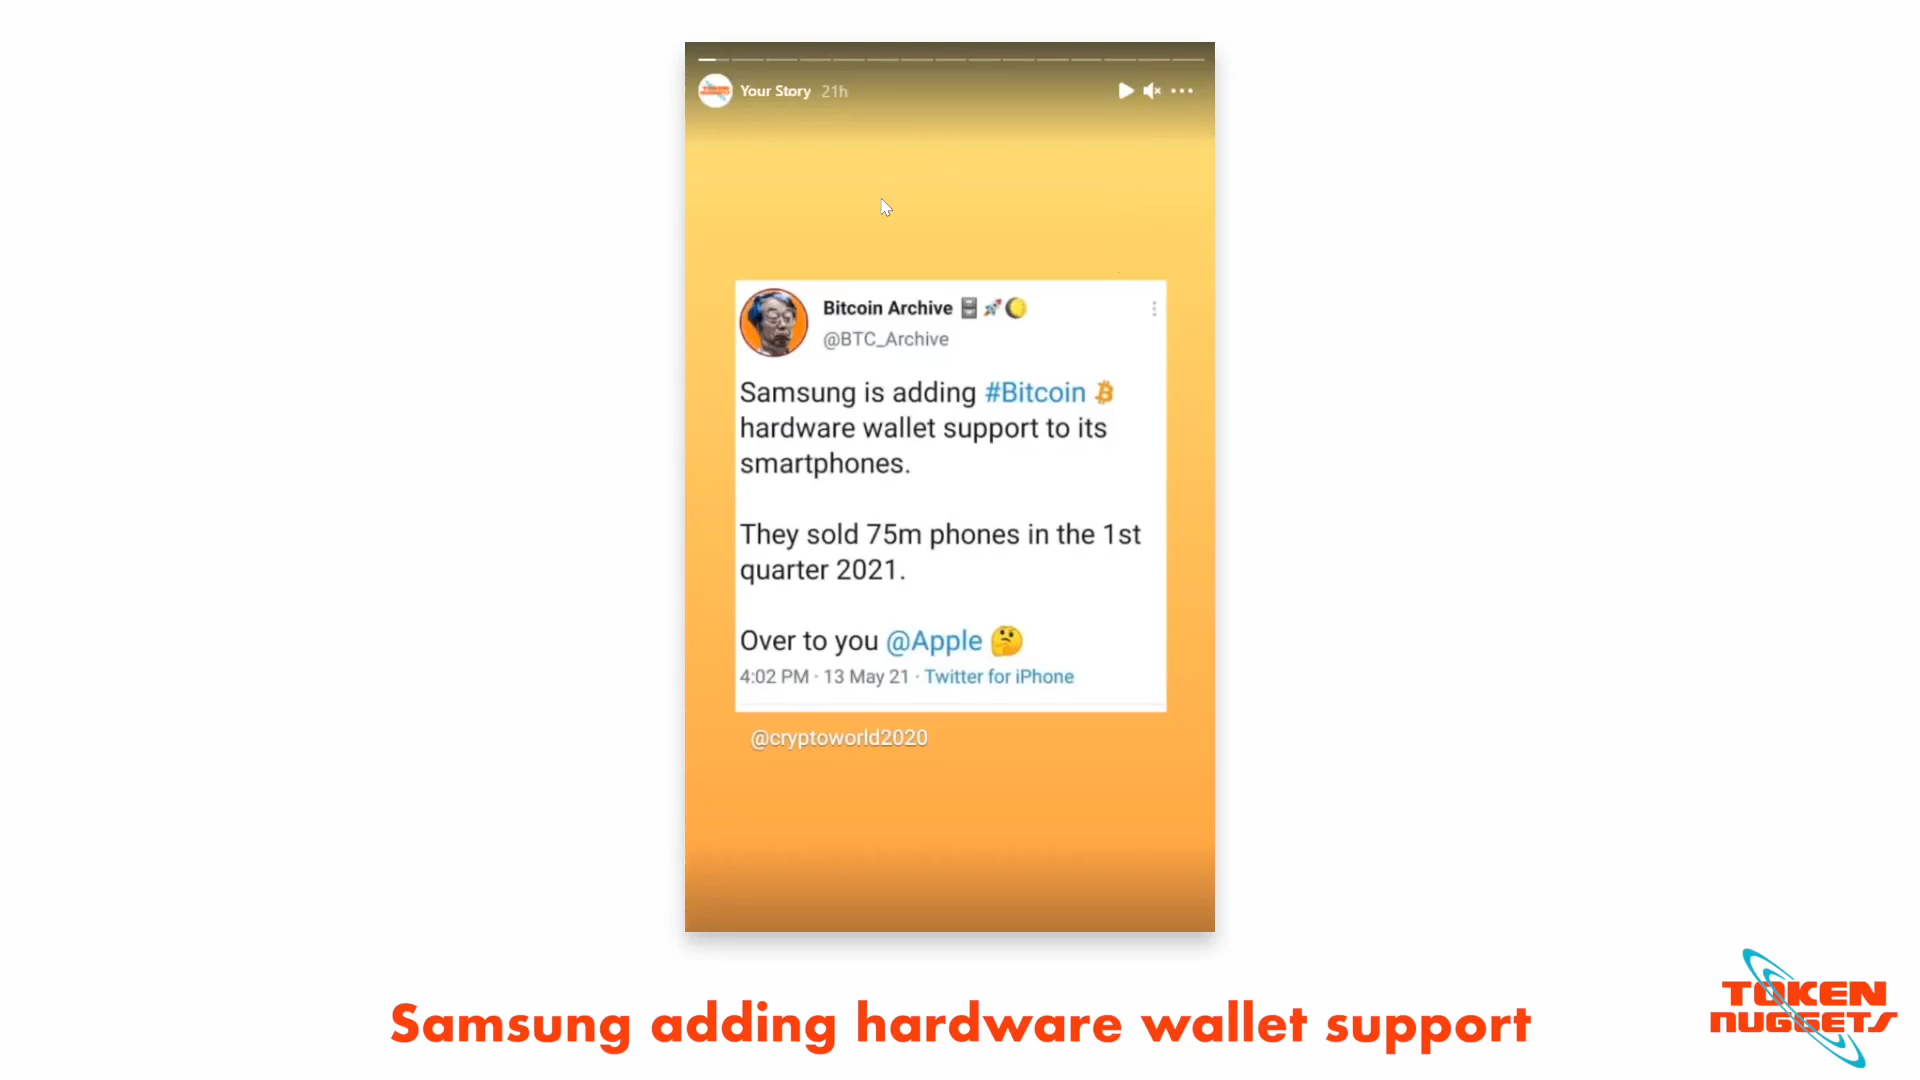 Your Story 21h
Bitcoin Archive 🗄️🚀🌔
@BTC_Archive
Samsung is adding #Bitcoin ₿
hardware wallet support to its
smartphones.
They sold 75m phones in the 1st
quarter 2021.
Over to you @Apple 🤔
4:02 PM · 13 May 21 · Twitter for iPhone
@cryptoworld2020
Samsung adding hardware wallet support
TOKEN
NUGGETS